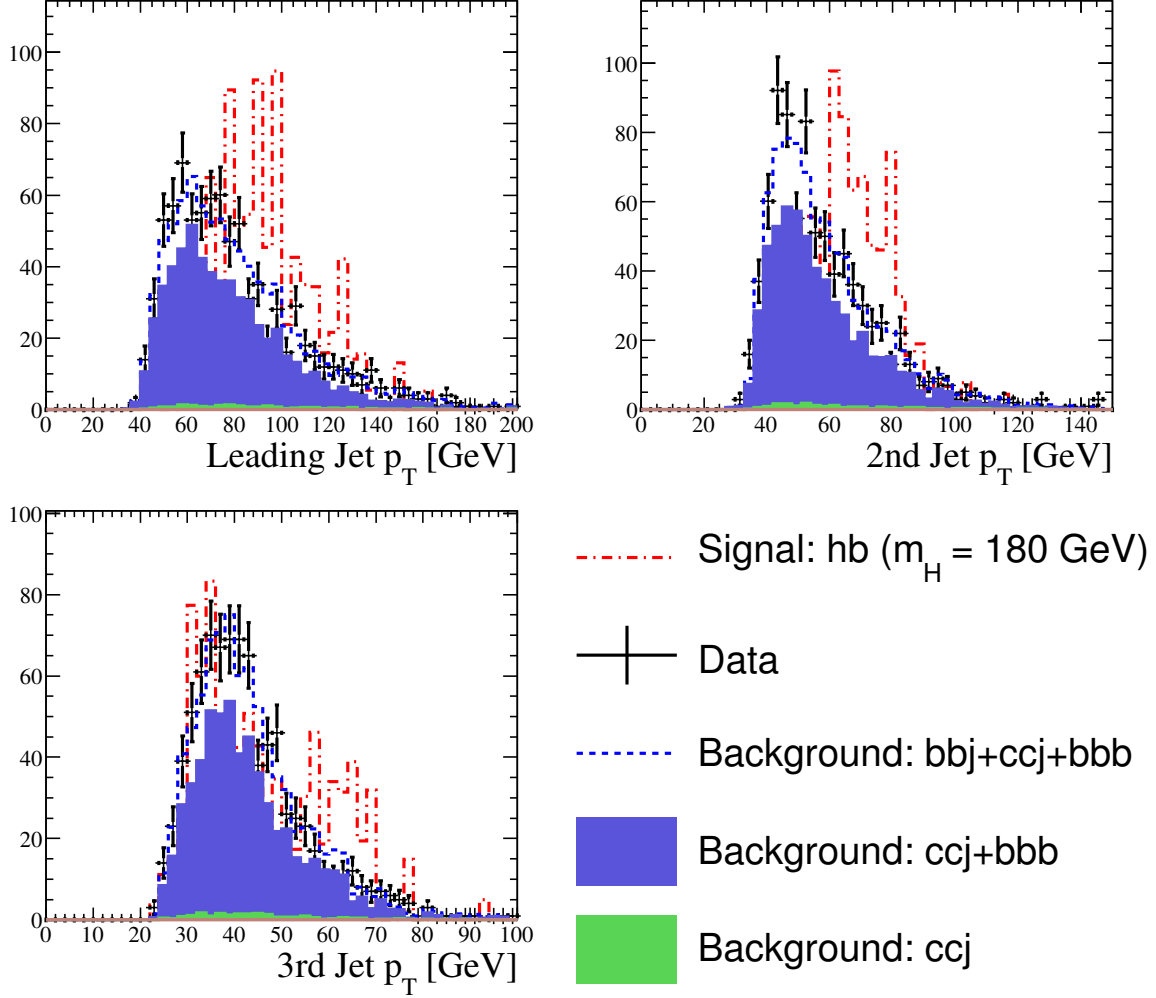 100
80
60
40
20
0
0 20 40 60 80 100 120 140 160 180 200
Leading Jet p_T [GeV]
100
80
60
40
20
0
0 20 40 60 80 100 120 140
2nd Jet p_T [GeV]
100
80
60
40
20
0
0 10 20 30 40 50 60 70 80 90 100
3rd Jet p_T [GeV]
Signal: hb (m_H = 180 GeV)
Data
Background: bbj+ccj+bbb
Background: ccj+bbb
Background: ccj